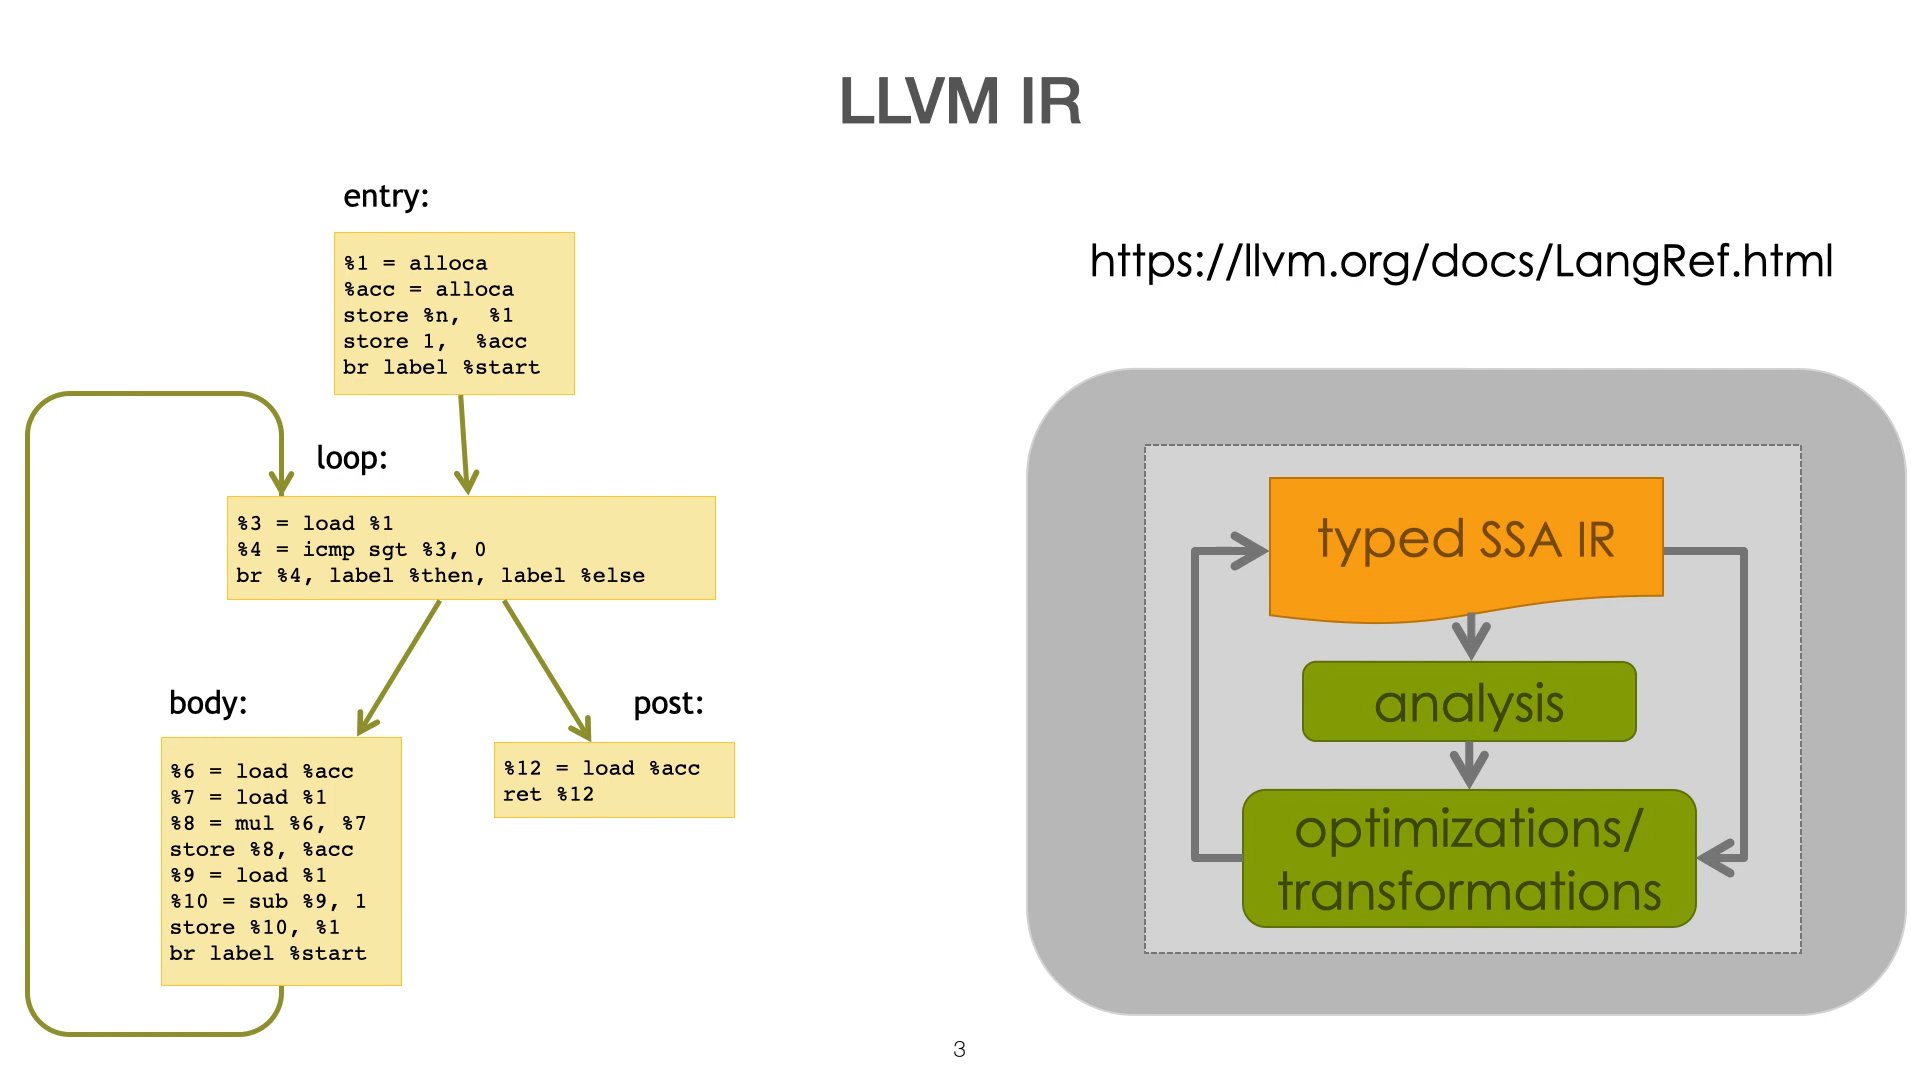 LLVM IR
entry:
%1 = alloca
%acc = alloca
store %n,  %1
store 1,  %acc
br label %start
loop:
%3 = load %1
%4 = icmp sgt %3, 0
br %4, label %then, label %else
body:
%6 = load %acc
%7 = load %1
%8 = mul %6, %7
store %8, %acc
%9 = load %1
%10 = sub %9, 1
store %10, %1
br label %start
post:
%12 = load %acc
ret %12
https://llvm.org/docs/LangRef.html
typed SSA IR
analysis
optimizations/
transformations
3